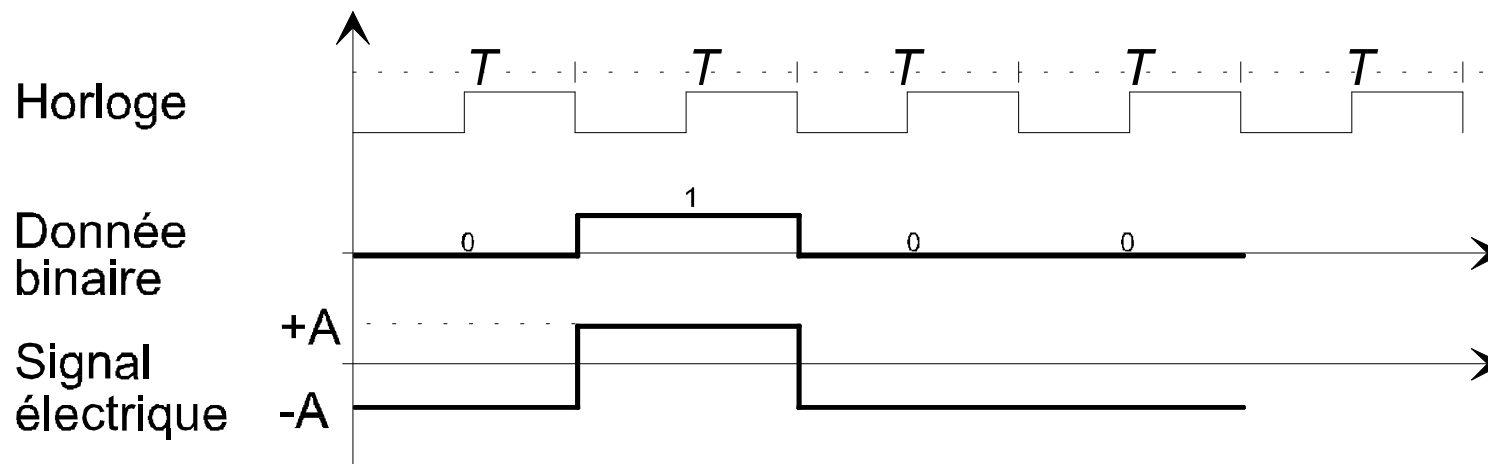 T T T T T
Horloge
1
Donnée
binaire
0 0 0
+A
Signal
électrique
-A